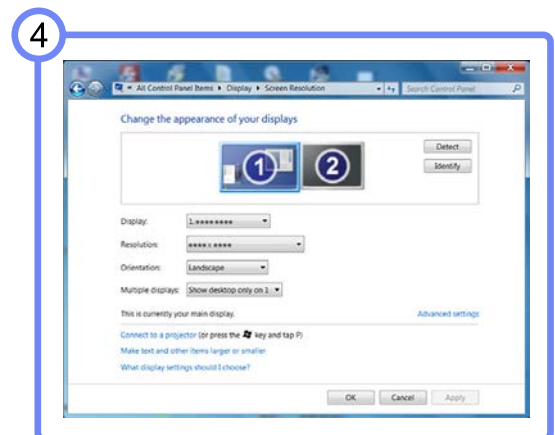 4
All Control Panel Items ▸ Display ▸ Screen Resolution
Search Control Panel
Change the appearance of your displays
1 2
Detect
Identify
Display: 1.********
Resolution: **** x ****
Orientation: Landscape
Multiple displays: Show desktop only on 1
This is currently your main display. Advanced settings
Connect to a projector (or press the key and tap P)
Make text and other items larger or smaller
What display settings should I choose?
OK Cancel Apply